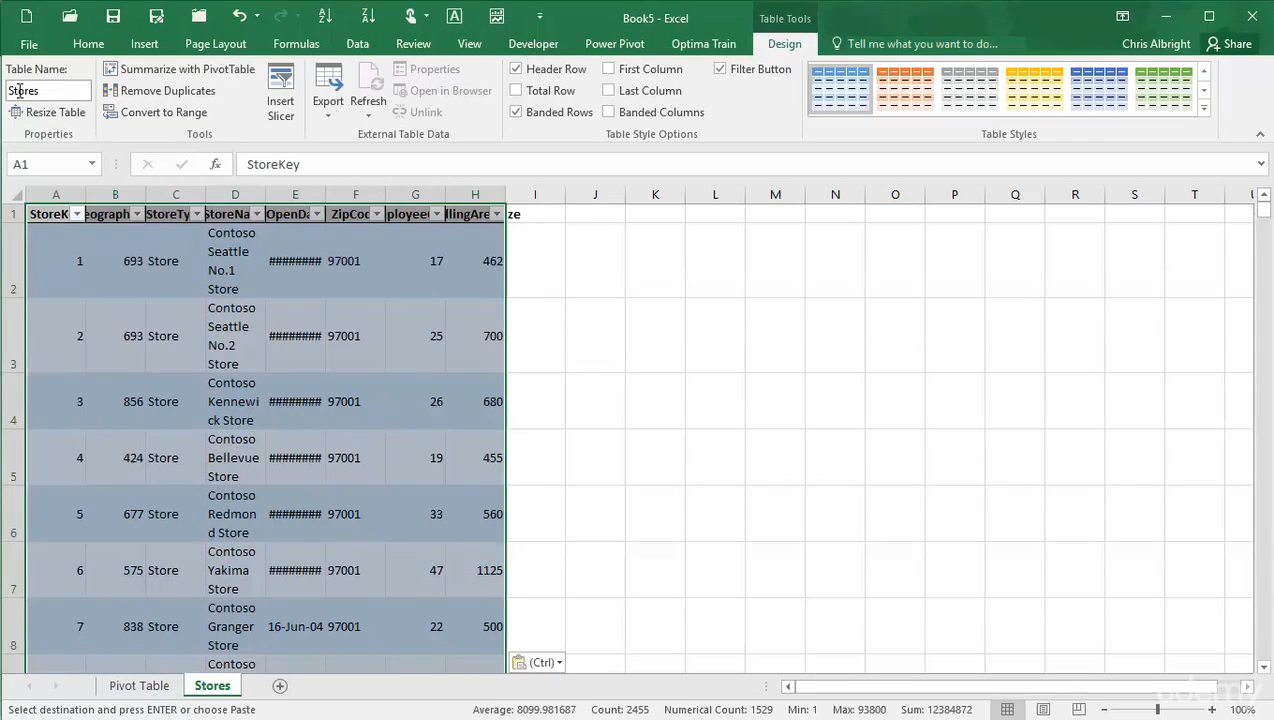 Book5 - Excel
Table Tools
File
Home
Insert
Page Layout
Formulas
Data
Review
View
Developer
Power Pivot
Optima Train
Design
Tell me what you want to do...
Chris Albright
Share
Table Name:
Stores
Resize Table
Properties
Summarize with PivotTable
Remove Duplicates
Convert to Range
Tools
Insert
Slicer
Export
Refresh
Properties
Open in Browser
Unlink
External Table Data
Header Row
Total Row
Banded Rows
First Column
Last Column
Banded Columns
Filter Button
Table Style Options
Table Styles
A1
fx
StoreKey
A B C D E F G H I J K L M N O P Q R S T
1 StoreK eograph StoreTy StoreNa OpenDa ZipCod ployee llingAre ze
2 1 693 Store Contoso Seattle No.1 Store ######## 97001 17 462
3 2 693 Store Contoso Seattle No.2 Store ######## 97001 25 700
4 3 856 Store Contoso Kennewi ck Store ######## 97001 26 680
5 4 424 Store Contoso Bellevue Store ######## 97001 19 455
6 5 677 Store Contoso Redmon d Store ######## 97001 33 560
7 6 575 Store Contoso Yakima Store ######## 97001 47 1125
8 7 838 Store Contoso Granger Store 16-Jun-04 97001 22 500
Contoso
(Ctrl)
Pivot Table
Stores
udemy
Select destination and press ENTER or choose Paste
Average: 8099.981687
Count: 2455
Numerical Count: 1529
Min: 1
Max: 93800
Sum: 12384872
100%